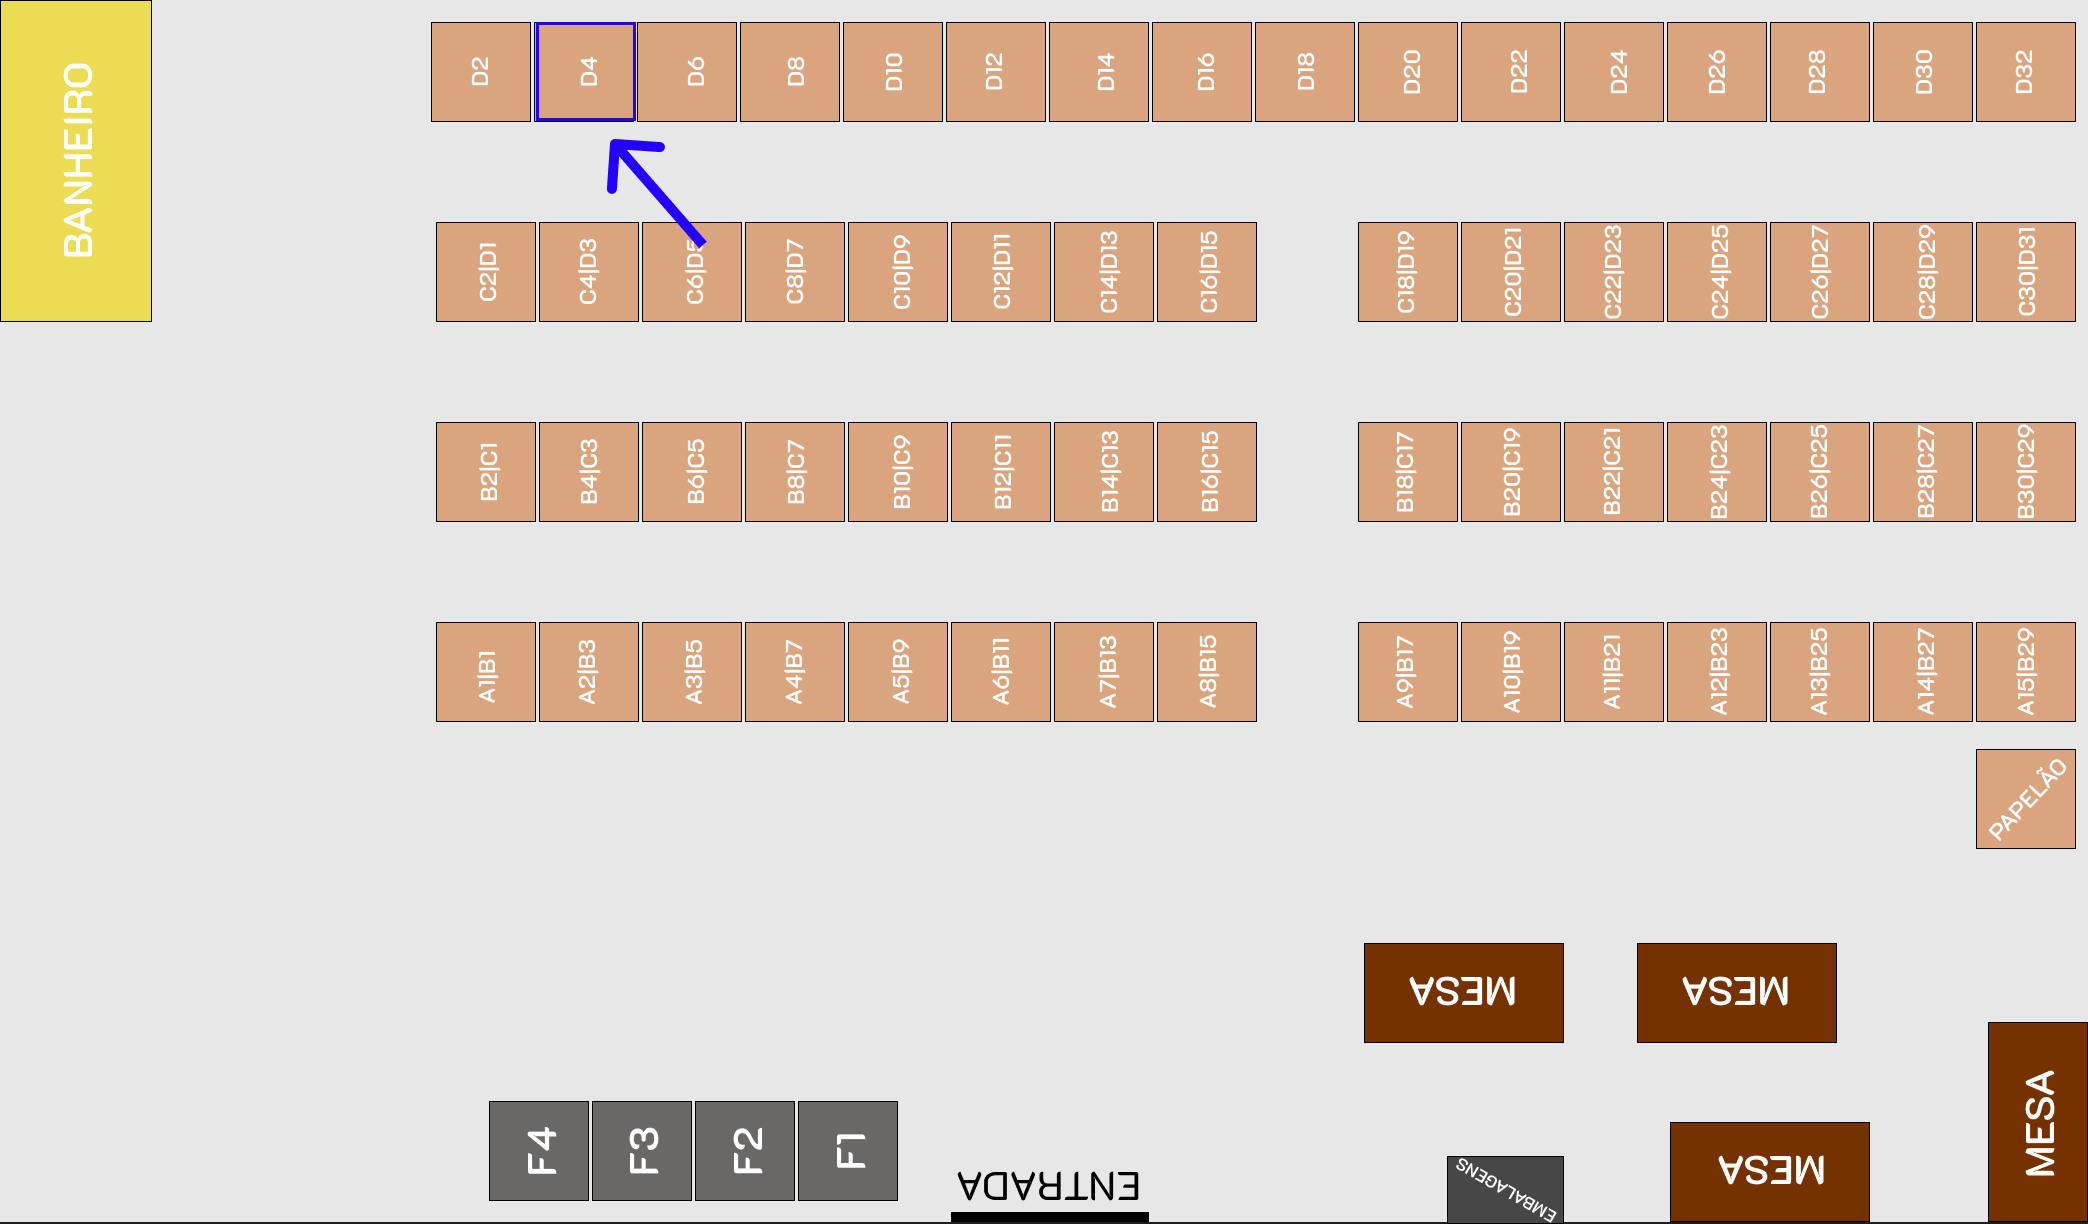 BANHEIRO
D2
D4
D6
D8
D10
D12
D14
D16
D18
D20
D22
D24
D26
D28
D30
D32
C2|D1
C4|D3
C6|D5
C8|D7
C10|D9
C12|D11
C14|D13
C16|D15
C18|D19
C20|D21
C22|D23
C24|D25
C26|D27
C28|D29
C30|D31
B2|C1
B4|C3
B6|C5
B8|C7
B10|C9
B12|C11
B14|C13
B16|C15
B18|C17
B20|C19
B22|C21
B24|C23
B26|C25
B28|C27
B30|C29
A1|B1
A2|B3
A3|B5
A4|B7
A5|B9
A6|B11
A7|B13
A8|B15
A9|B17
A10|B19
A11|B21
A12|B23
A13|B25
A14|B27
A15|B29
PAPELÃO
MESA
MESA
MESA
MESA
F4
F3
F2
F1
ENTRADA
EMBALAGENS